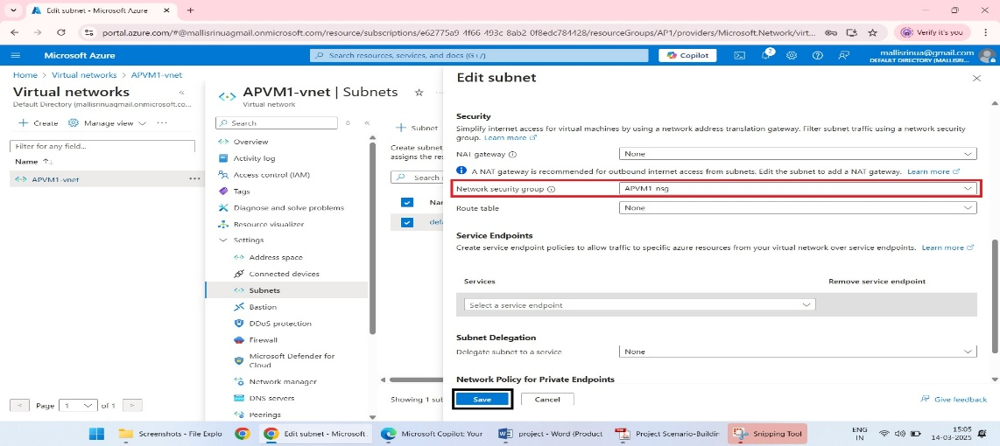 Edit subnet - Microsoft Azure
portal.azure.com/#@mallisrinuagmail.onmicrosoft.com/resource/subscriptions/e62775a9-4f66-493c-8ab2-0f8edc784428/resourceGroups/AP1/providers/Microsoft.Network/virt...
Verify it's you
Microsoft Azure
Search resources, services, and docs (G+/)
Copilot
2
mallisrinua@gmail.com
DEFAULT DIRECTORY (MALLISRI...
Home > Virtual networks > APVM1-vnet
Virtual networks
Default Directory (mallisrinuagmail.onmicrosoft.co...
Create
Manage view
Filter for any field...
Name ↑↓
APVM1-vnet
Page 1 of 1
APVM1-vnet | Subnets
Virtual network
Search
Overview
Activity log
Access control (IAM)
Tags
Diagnose and solve problems
Resource visualizer
Settings
Address space
Connected devices
Subnets
Bastion
DDoS protection
Firewall
Microsoft Defender for
Cloud
Network manager
DNS servers
Peerings
+ Subnet
Create subnet
assigns the re
Search
Nar
defa
Showing 1 sub
Edit subnet
Security
Simplify internet access for virtual machines by using a network address translation gateway. Filter subnet traffic using a network security
group. Learn more
NAT gateway
None
A NAT gateway is recommended for outbound internet access from subnets. Edit the subnet to add a NAT gateway. Learn more
Network security group
APVM1-nsg
Route table
None
Service Endpoints
Create service endpoint policies to allow traffic to specific azure resources from your virtual network over service endpoints. Learn more
Services
Remove service endpoint
Select a service endpoint
Subnet Delegation
Delegate subnet to a service
None
Network Policy for Private Endpoints
Save
Cancel
Give feedback
Screenshots - File Explo
Edit subnet - Microsoft
Microsoft Copilot: Your
project - Word (Product
Project Scenario-Buildin
Snipping Tool
ENG
IN
15:05
14-03-2025